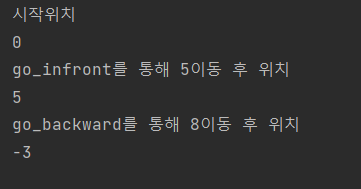 시작위치
0
go_infront를 통해 5이동 후 위치
5
go_backward를 통해 8이동 후 위치
-3